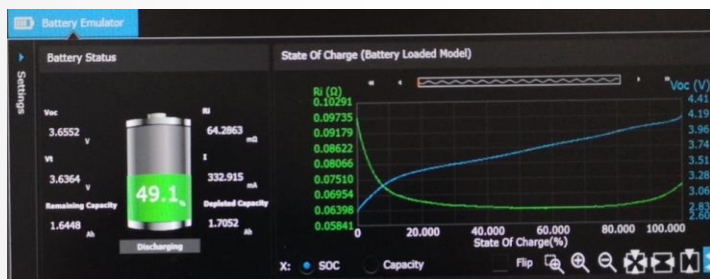 Battery Emulator
Settings
Battery Status
Voc
3.6552 V
Vt
3.6364 V
Remaining Capacity
1.6448 Ah
49.1%
Discharging
Ri
64.2863 mΩ
I
332.915 mA
Depleted Capacity
1.7052 Ah
State Of Charge (Battery Loaded Model)
Ri (Ω)
0.10291
0.09735
0.09179
0.08622
0.08066
0.07510
0.06954
0.06398
0.05841
Voc (V)
4.41
4.19
3.96
3.74
3.51
3.28
3.06
2.83
2.60
0 20.000 40.000 60.000 80.000 100.000
State Of Charge(%)
X: SOC Capacity Flip